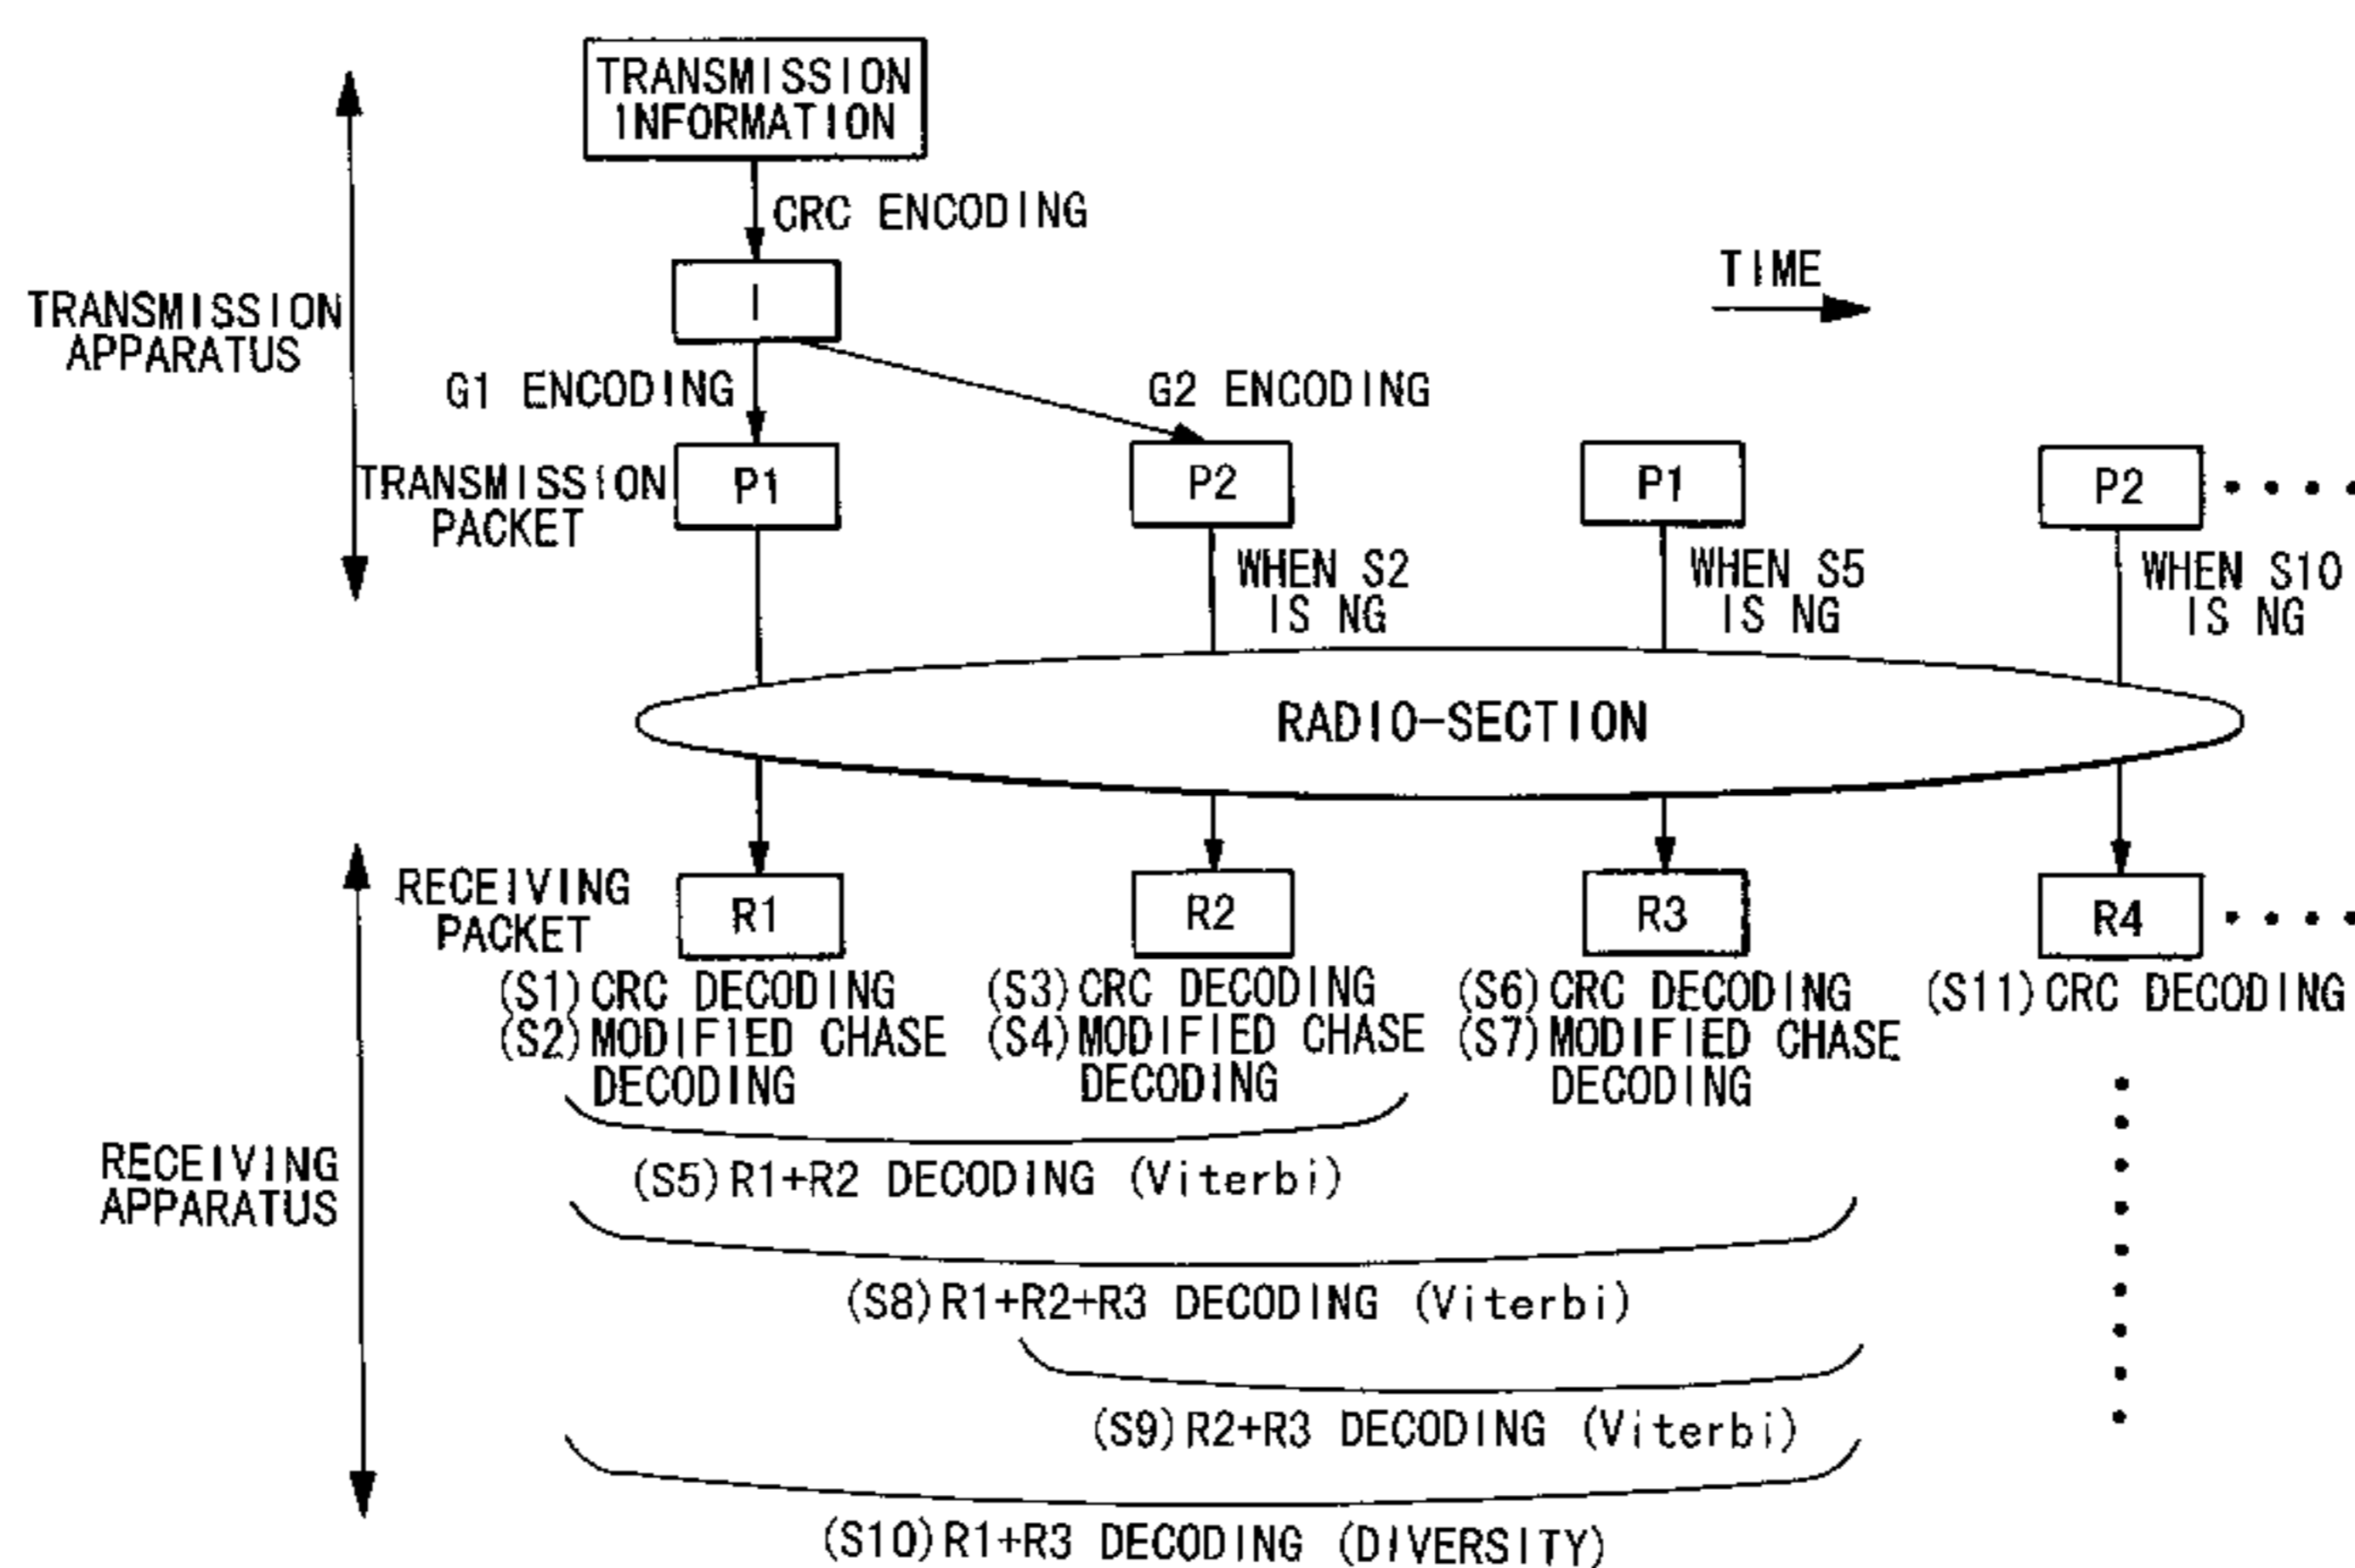 TRANSMISSION
INFORMATION
CRC ENCODING
I
TIME
TRANSMISSION
APPARATUS
G1 ENCODING
G2 ENCODING
TRANSMISSION
PACKET
P1
P2
P1
P2
WHEN S2
IS NG
WHEN S5
IS NG
WHEN S10
IS NG
RADIO-SECTION
RECEIVING
PACKET
R1
R2
R3
R4
(S1) CRC DECODING
(S2) MODIFIED CHASE
DECODING
(S3) CRC DECODING
(S4) MODIFIED CHASE
DECODING
(S6) CRC DECODING
(S7) MODIFIED CHASE
DECODING
(S11) CRC DECODING
RECEIVING
APPARATUS
(S5) R1+R2 DECODING (Viterbi)
(S8) R1+R2+R3 DECODING (Viterbi)
(S9) R2+R3 DECODING (Viterbi)
(S10) R1+R3 DECODING (DIVERSITY)